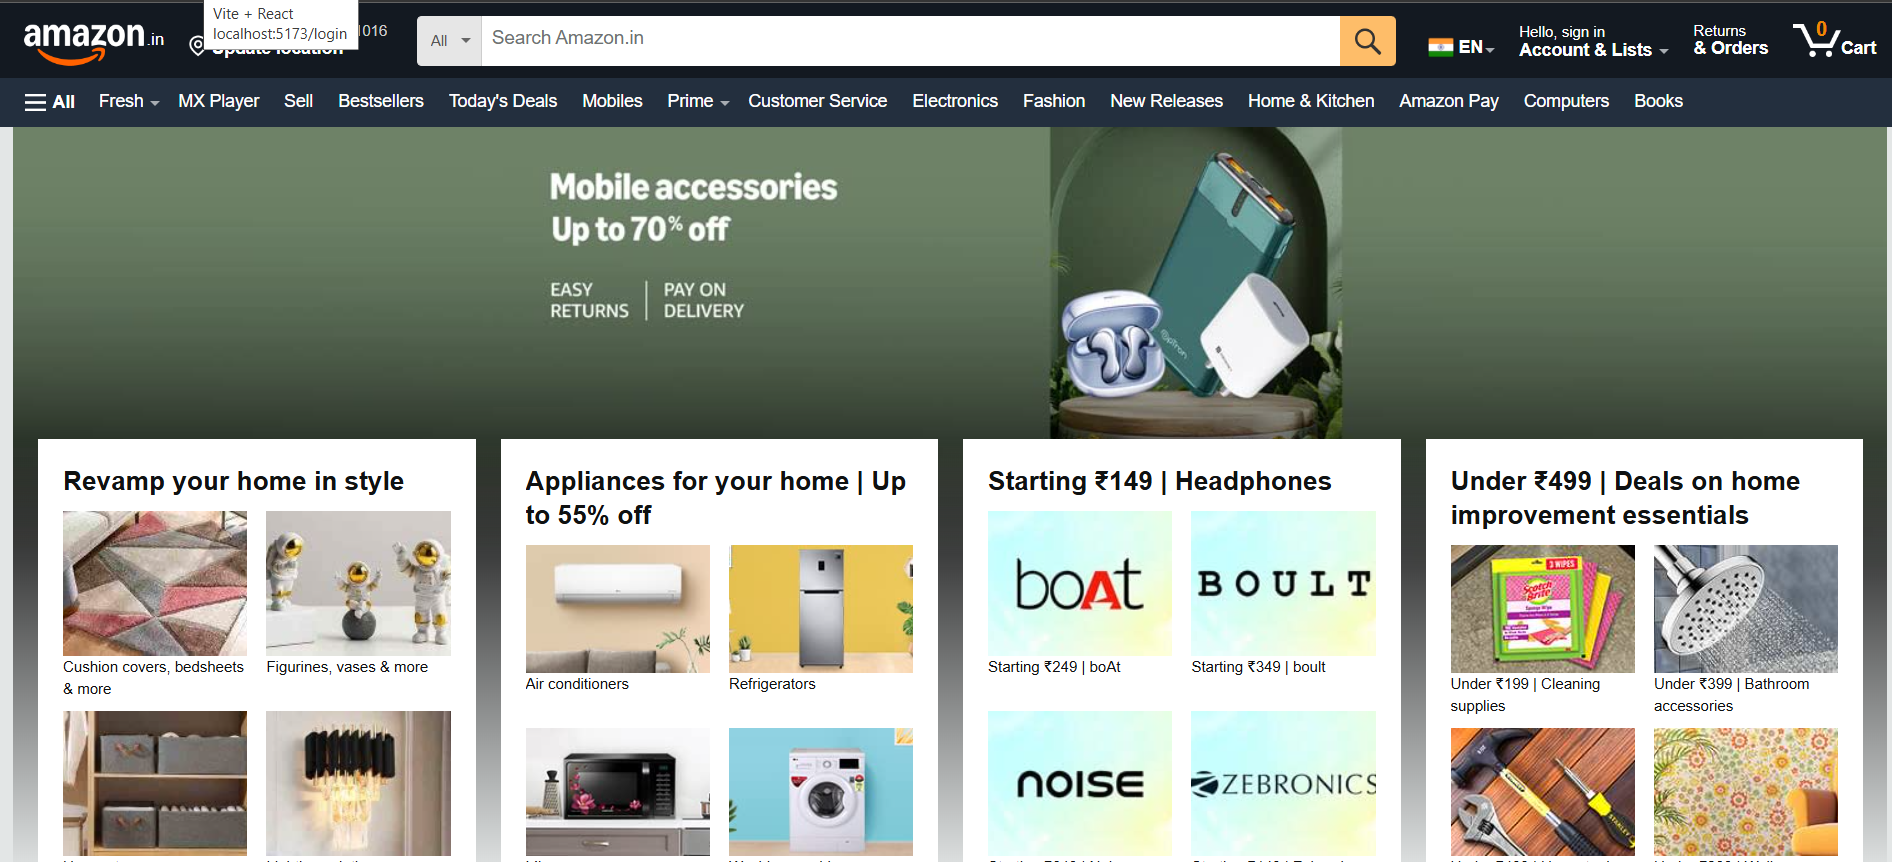 Vite + React
localhost:5173/login
amazon.in
1016
Update location
All
Search Amazon.in
EN
Hello, sign in
Account & Lists
Returns
& Orders
0
Cart
All
Fresh
MX Player
Sell
Bestsellers
Today's Deals
Mobiles
Prime
Customer Service
Electronics
Fashion
New Releases
Home & Kitchen
Amazon Pay
Computers
Books
Mobile accessories
Up to 70% off
EASY
RETURNS
PAY ON
DELIVERY
Revamp your home in style
Cushion covers, bedsheets
& more
Figurines, vases & more
Appliances for your home | Up
to 55% off
Air conditioners
Refrigerators
Starting ₹149 | Headphones
boAt
BOULT
Starting ₹249 | boAt
Starting ₹349 | boult
noise
ZEBRONICS
Under ₹499 | Deals on home
improvement essentials
3 WIPES
Scotch
Brite
Under ₹199 | Cleaning
supplies
Under ₹399 | Bathroom
accessories